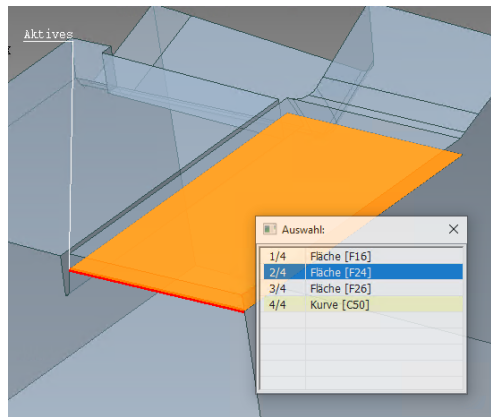 Aktives
x
Auswahl:
1/4 Fläche [F16]
2/4 Fläche [F24]
3/4 Fläche [F26]
4/4 Kurve [C50]